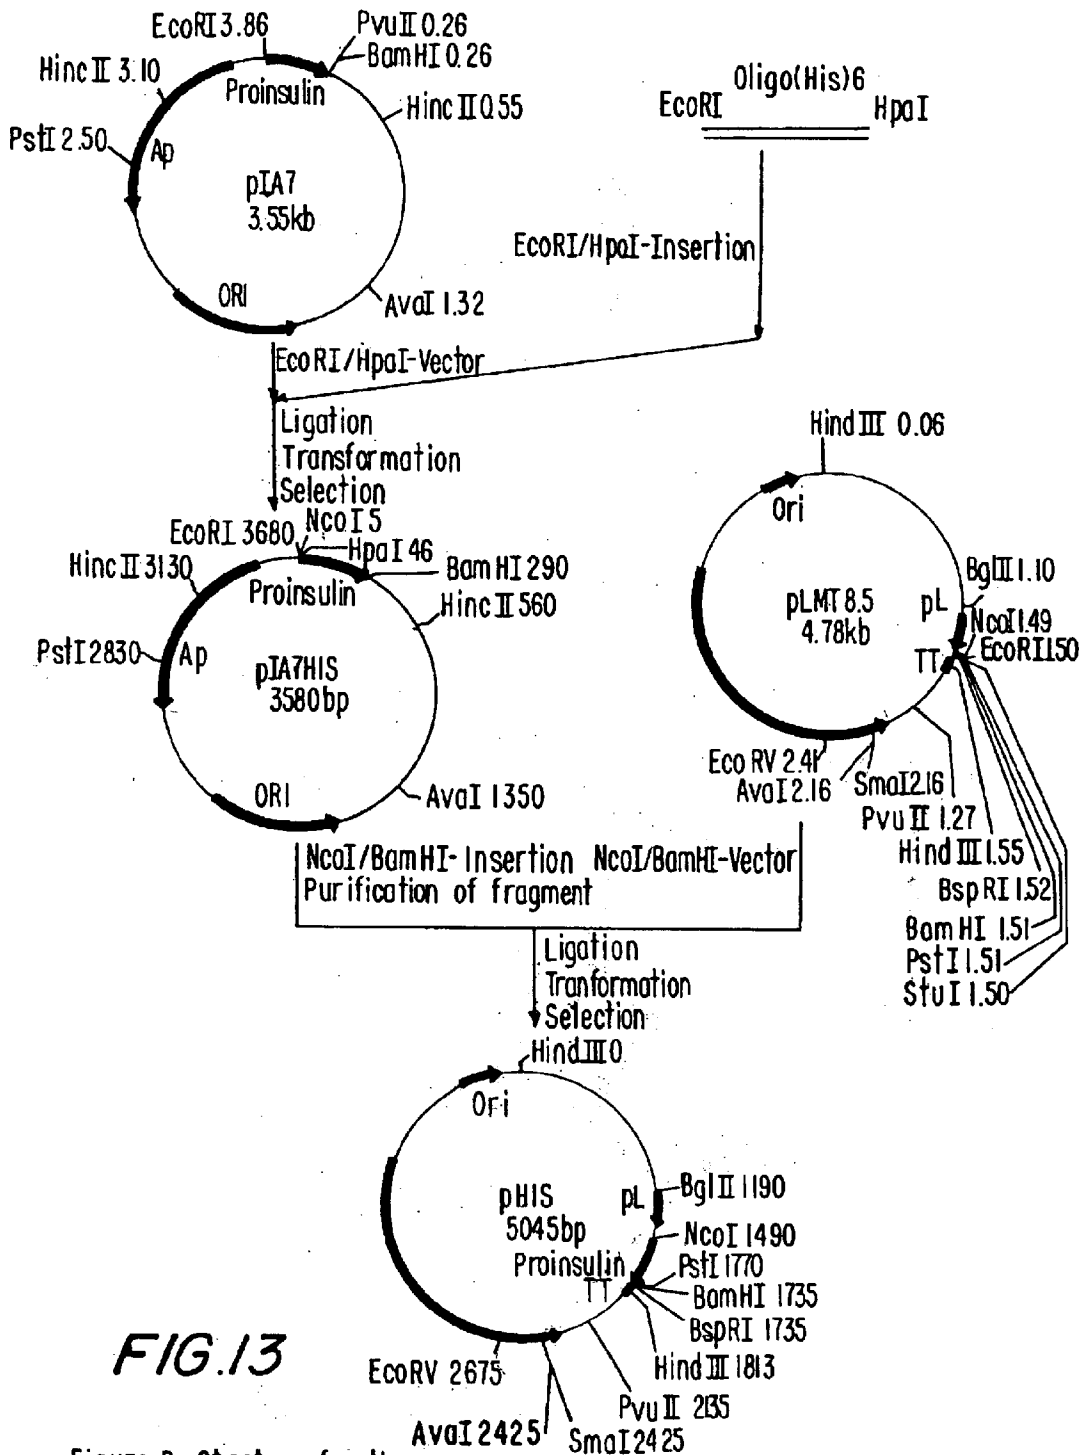 EcoRI 3.86
PvuII 0.26
BamHI 0.26
HincII 3.10
Proinsulin
HincII 0.55
PstI 2.50
Ap
pIA7
3.55kb
ORI
AvaI 1.32
Oligo(His)6
EcoRI
HpaI
EcoRI/HpaI-Insertion
EcoRI/HpaI-Vector
Ligation
Transformation
Selection
EcoRI 3680
NcoI 5
HpaI 46
HincII 3130
Proinsulin
BamHI 290
HincII 560
PstI 2830
Ap
pIA7HIS
3580bp
ORI
AvaI 1350
HindIII 0.06
Ori
BglII 1.10
pLMT8.5
4.78kb
pL
NcoI 1.49
EcoRI 1.50
TT
EcoRV 2.41
AvaI 2.16
SmaI 2.16
PvuII 1.27
HindIII 1.55
BspRI 1.52
BamHI 1.51
PstI 1.51
StuI 1.50
NcoI/BamHI-Insertion NcoI/BamHI-Vector
Purification of fragment
Ligation
Tranformation
Selection
HindIII 0
Ori
pHIS
5045bp
pL
BglII 1190
NcoI 1490
Proinsulin
TT
PstI 1770
BamHI 1735
BspRI 1735
HindIII 1813
EcoRV 2675
PvuII 2135
AvaI 2425
SmaI 2425
FIG.13